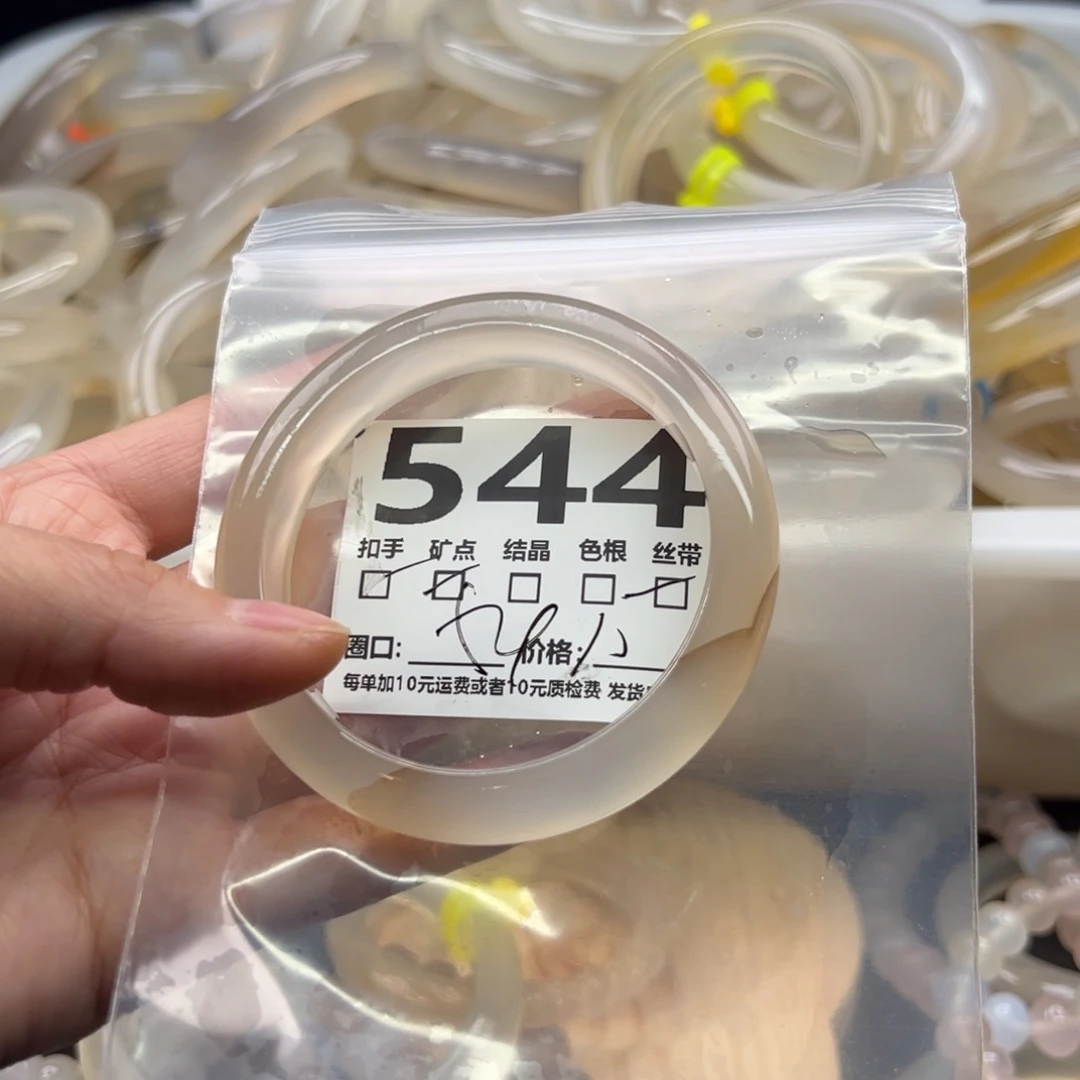 544
扣手 矿点 结晶 色根 丝带
圈口: 价格:
每单加10元运费或者10元质检费 发货